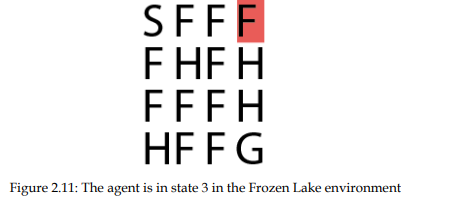 S F F F
F H F H
F F F H
H F F G
Figure 2.11: The agent is in state 3 in the Frozen Lake environment